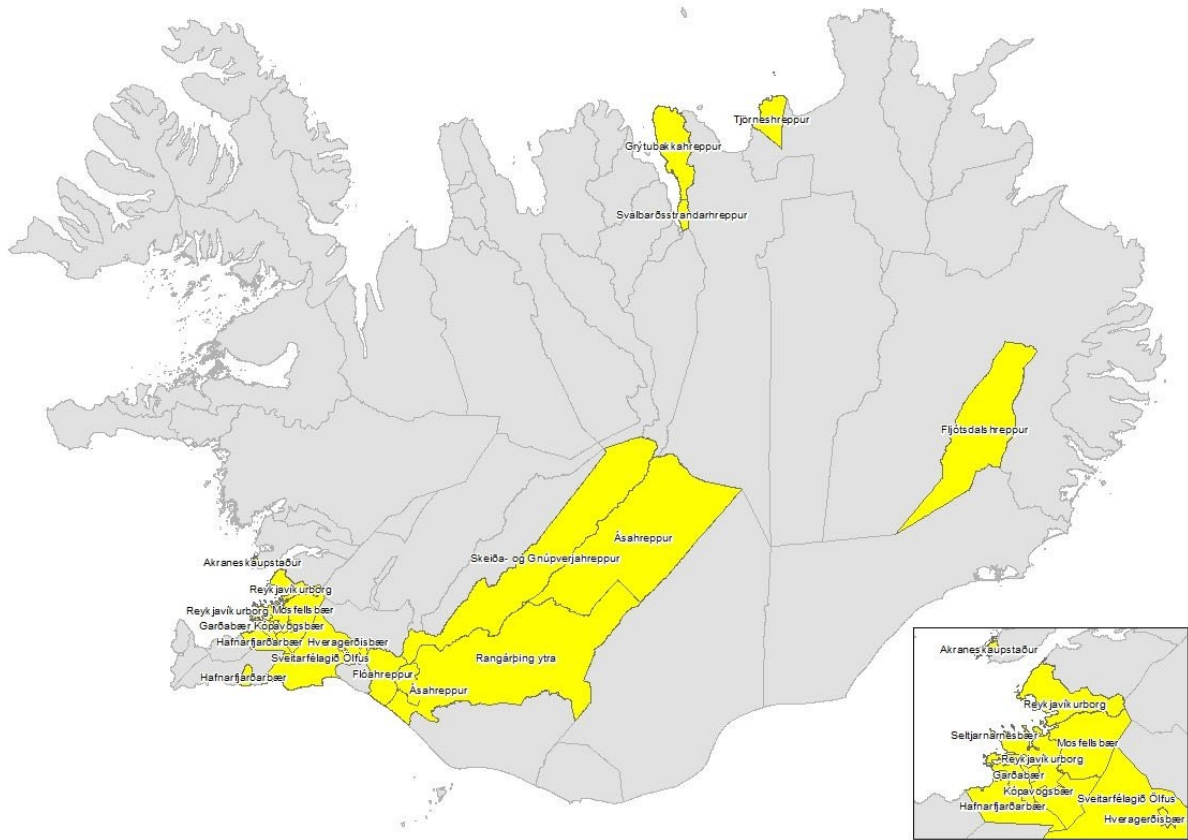 Tjörneshreppur
Grýtubakkahreppur
Svalbarðsstrandarhreppur
Fljótsdalshreppur
Ásahreppur
Skeiða- og Gnúpverjahreppur
Akraneskaupstaður
Reykjavíkurborg
Reykjavíkurborg
Mosfellsbær
Garðabær
Kópavogsbær
Hafnarfjarðarbær
Hveragerðisbær
Sveitarfélagið Ölfus
Rangárþing ytra
Flóahreppur
Hafnarfjarðarbær
Ásahreppur
Akraneskaupstaður
Reykjavíkurborg
Seltjarnarnesbær
Mosfellsbær
Reykjavíkurborg
Garðabær
Kópavogsbær
Sveitarfélagið Ölfus
Hafnarfjarðarbær
Hveragerðisbær